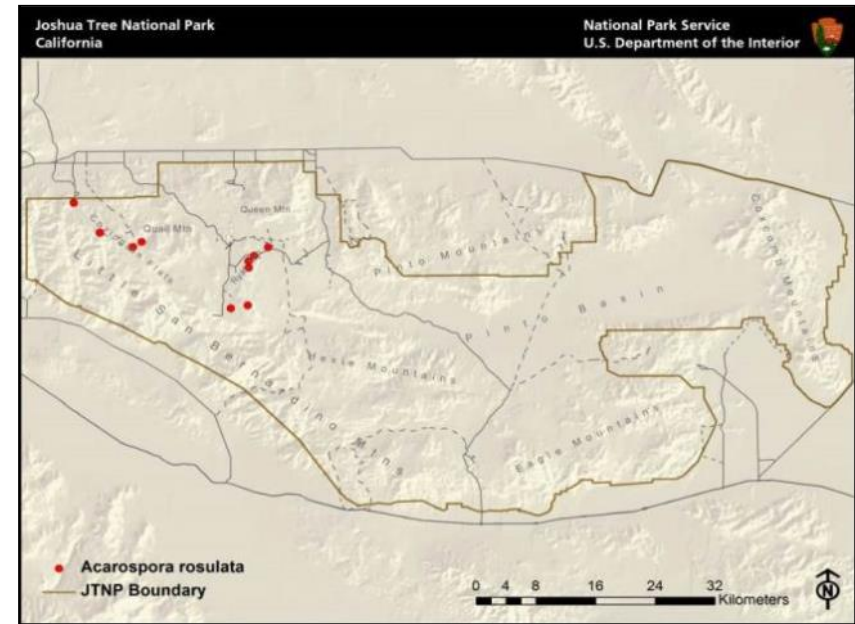 Joshua Tree National Park
California
National Park Service
U.S. Department of the Interior
Queen Mtn
Quail Mtn
Little San Bernardino Mtns
Pinto Mountains
Coxcomb Mountains
Pinto Basin
Hexie Mountains
Eagle Mountains
Acarospora rosulata
JTNP Boundary
0 4 8 16 24 32
Kilometers
N